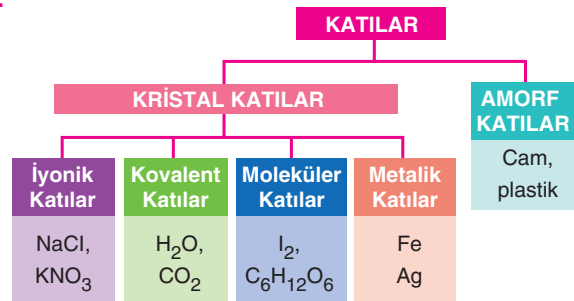 KATILAR
KRİSTAL KATILAR
AMORF
KATILAR
Cam,
plastik
İyonik
Katılar
NaCl,
KNO₃
Kovalent
Katılar
H₂O,
CO₂
Moleküler
Katılar
I₂,
C₆H₁₂O₆
Metalik
Katılar
Fe
Ag